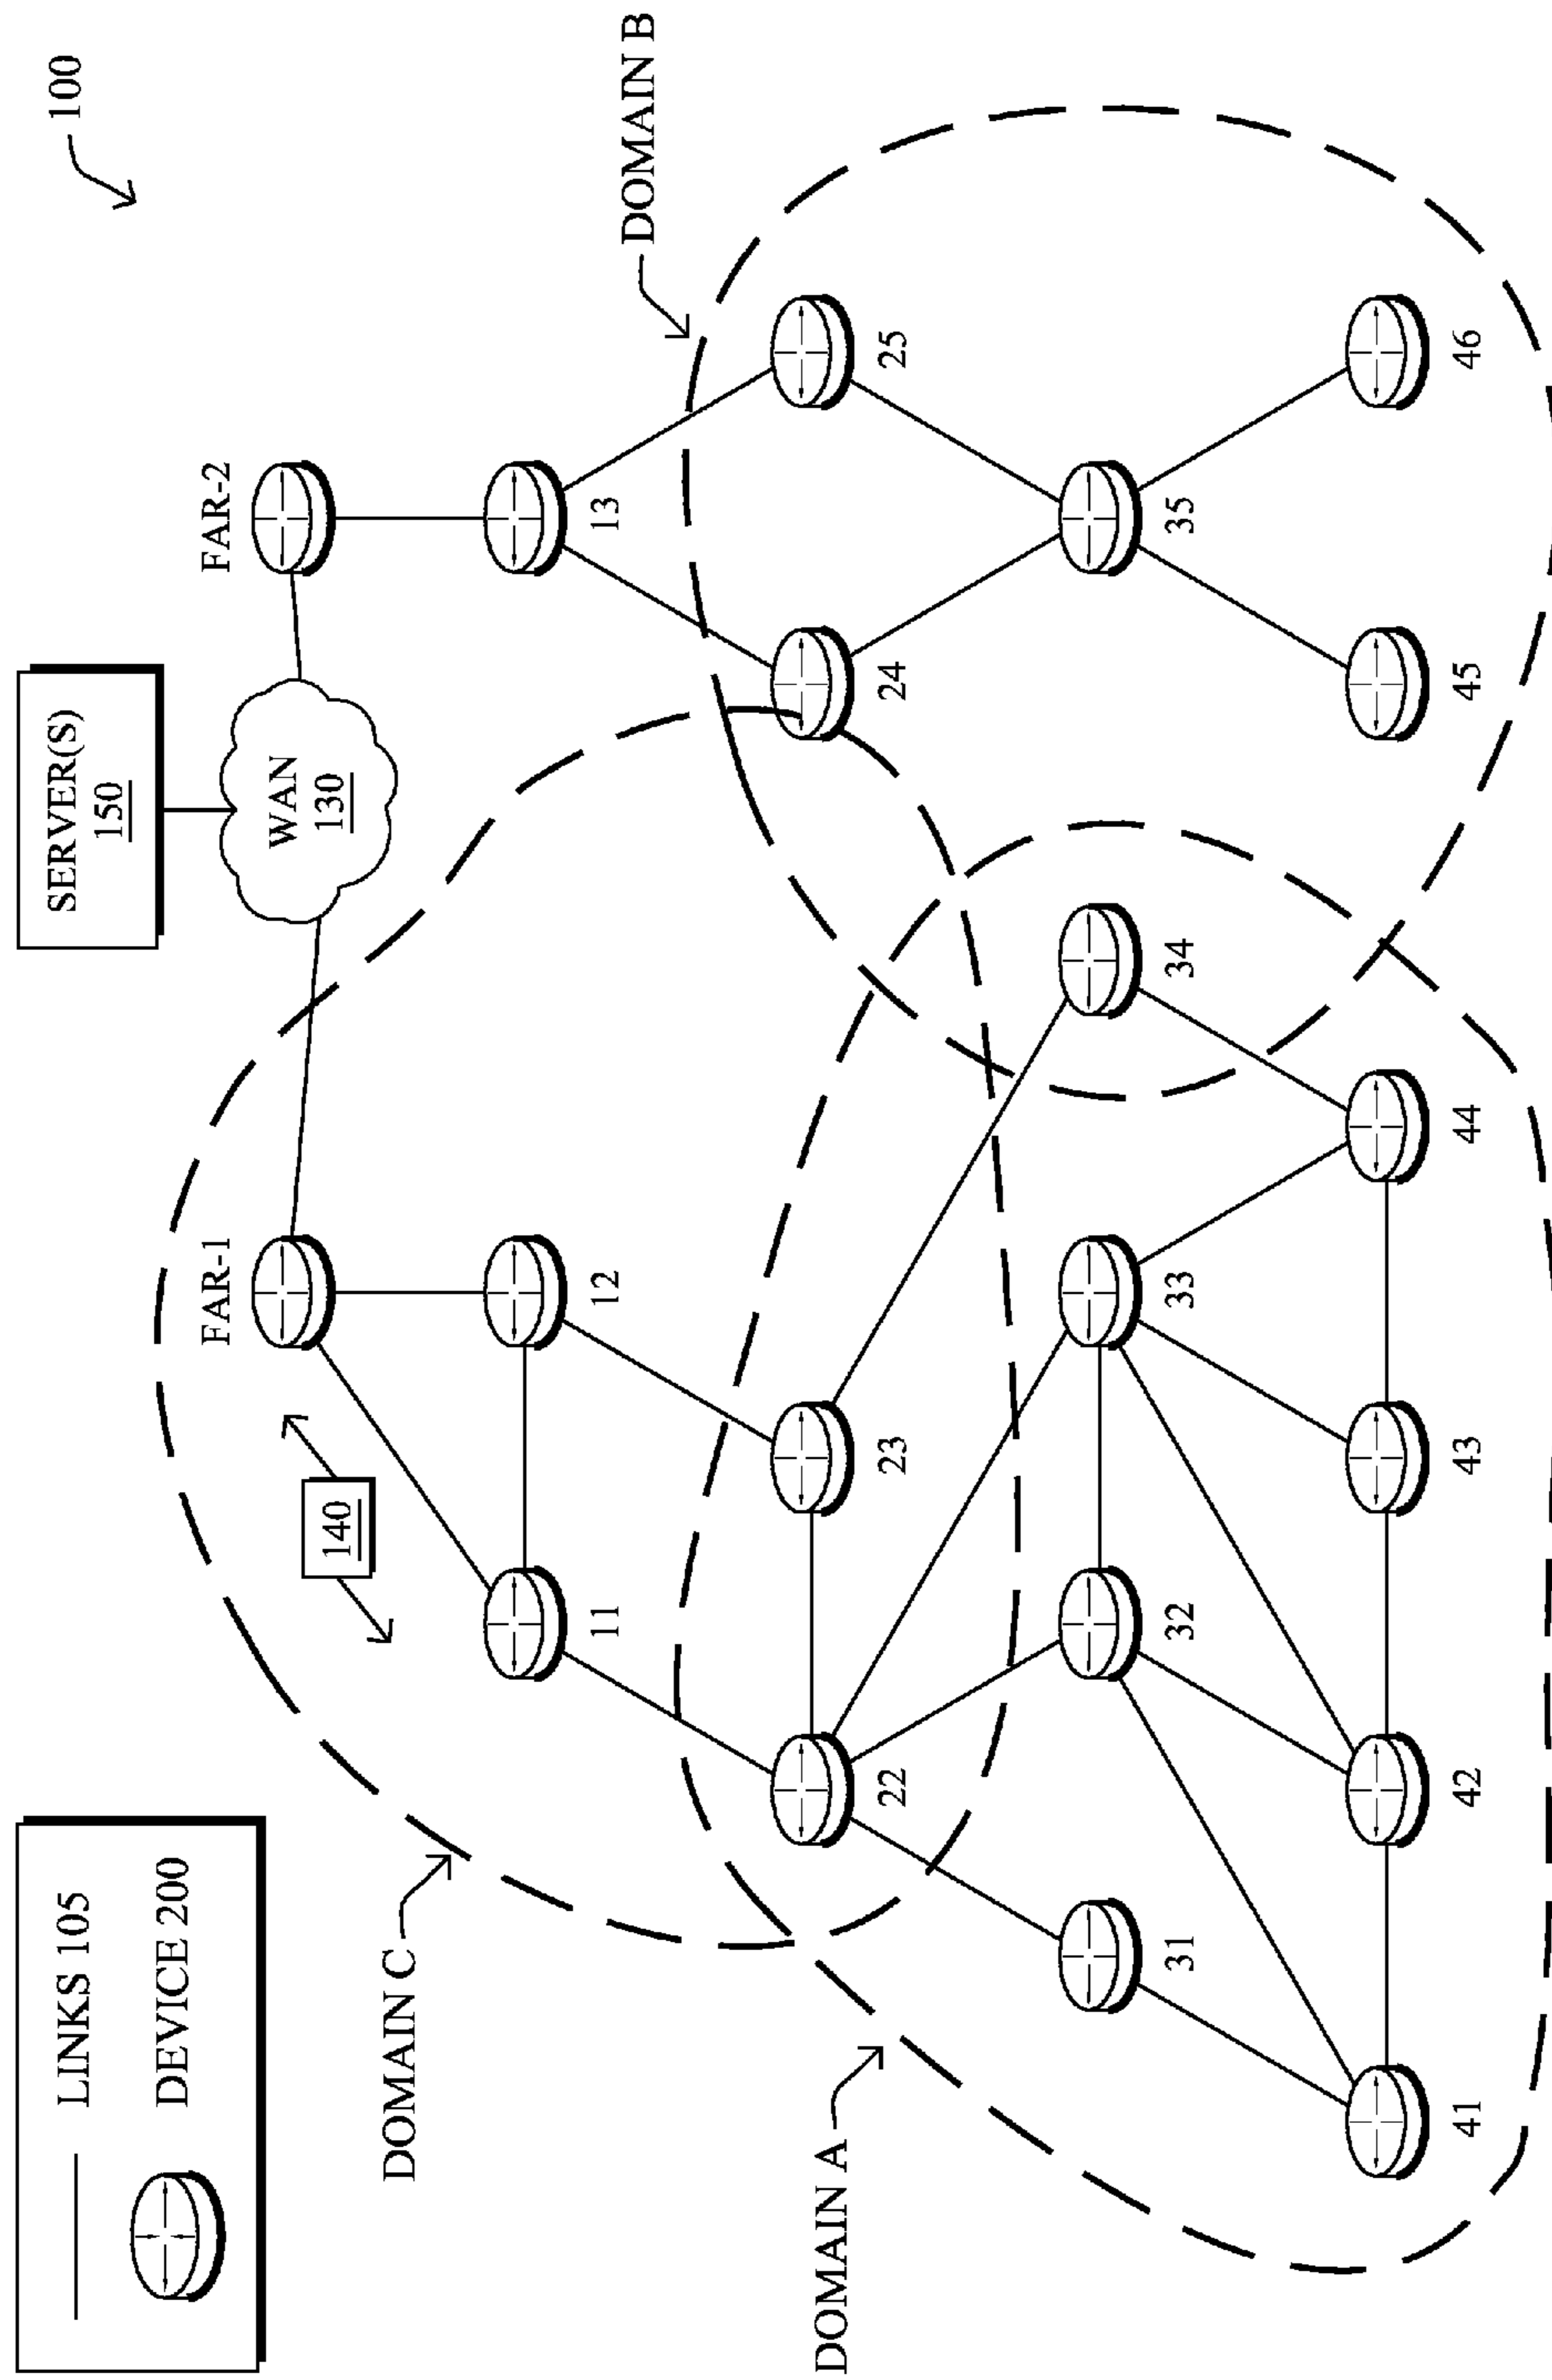 100
LINKS 105
DEVICE 200
SERVER(S)
150
WAN
130
FAR-1
FAR-2
140
DOMAIN C
DOMAIN B
DOMAIN A
11
12
13
22
23
24
25
31
32
33
34
35
41
42
43
44
45
46